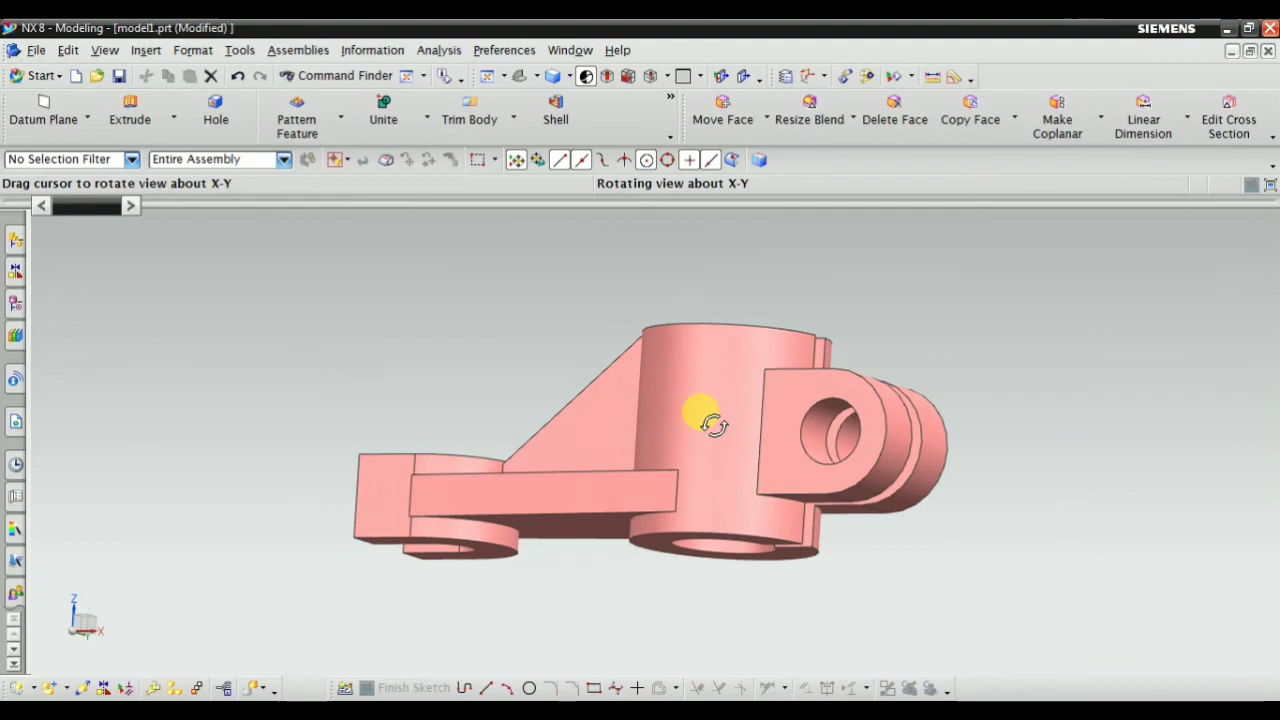 NX 8 - Modeling - [model1.prt (Modified) ]
SIEMENS
File Edit View Insert Format Tools Assemblies Information Analysis Preferences Window Help
Start Command Finder
Datum Plane Extrude Hole Pattern Feature Unite Trim Body Shell Move Face Resize Blend Delete Face Copy Face Make Coplanar Linear Dimension Edit Cross Section
No Selection Filter Entire Assembly
Drag cursor to rotate view about X-Y Rotating view about X-Y
Z
X
Finish Sketch